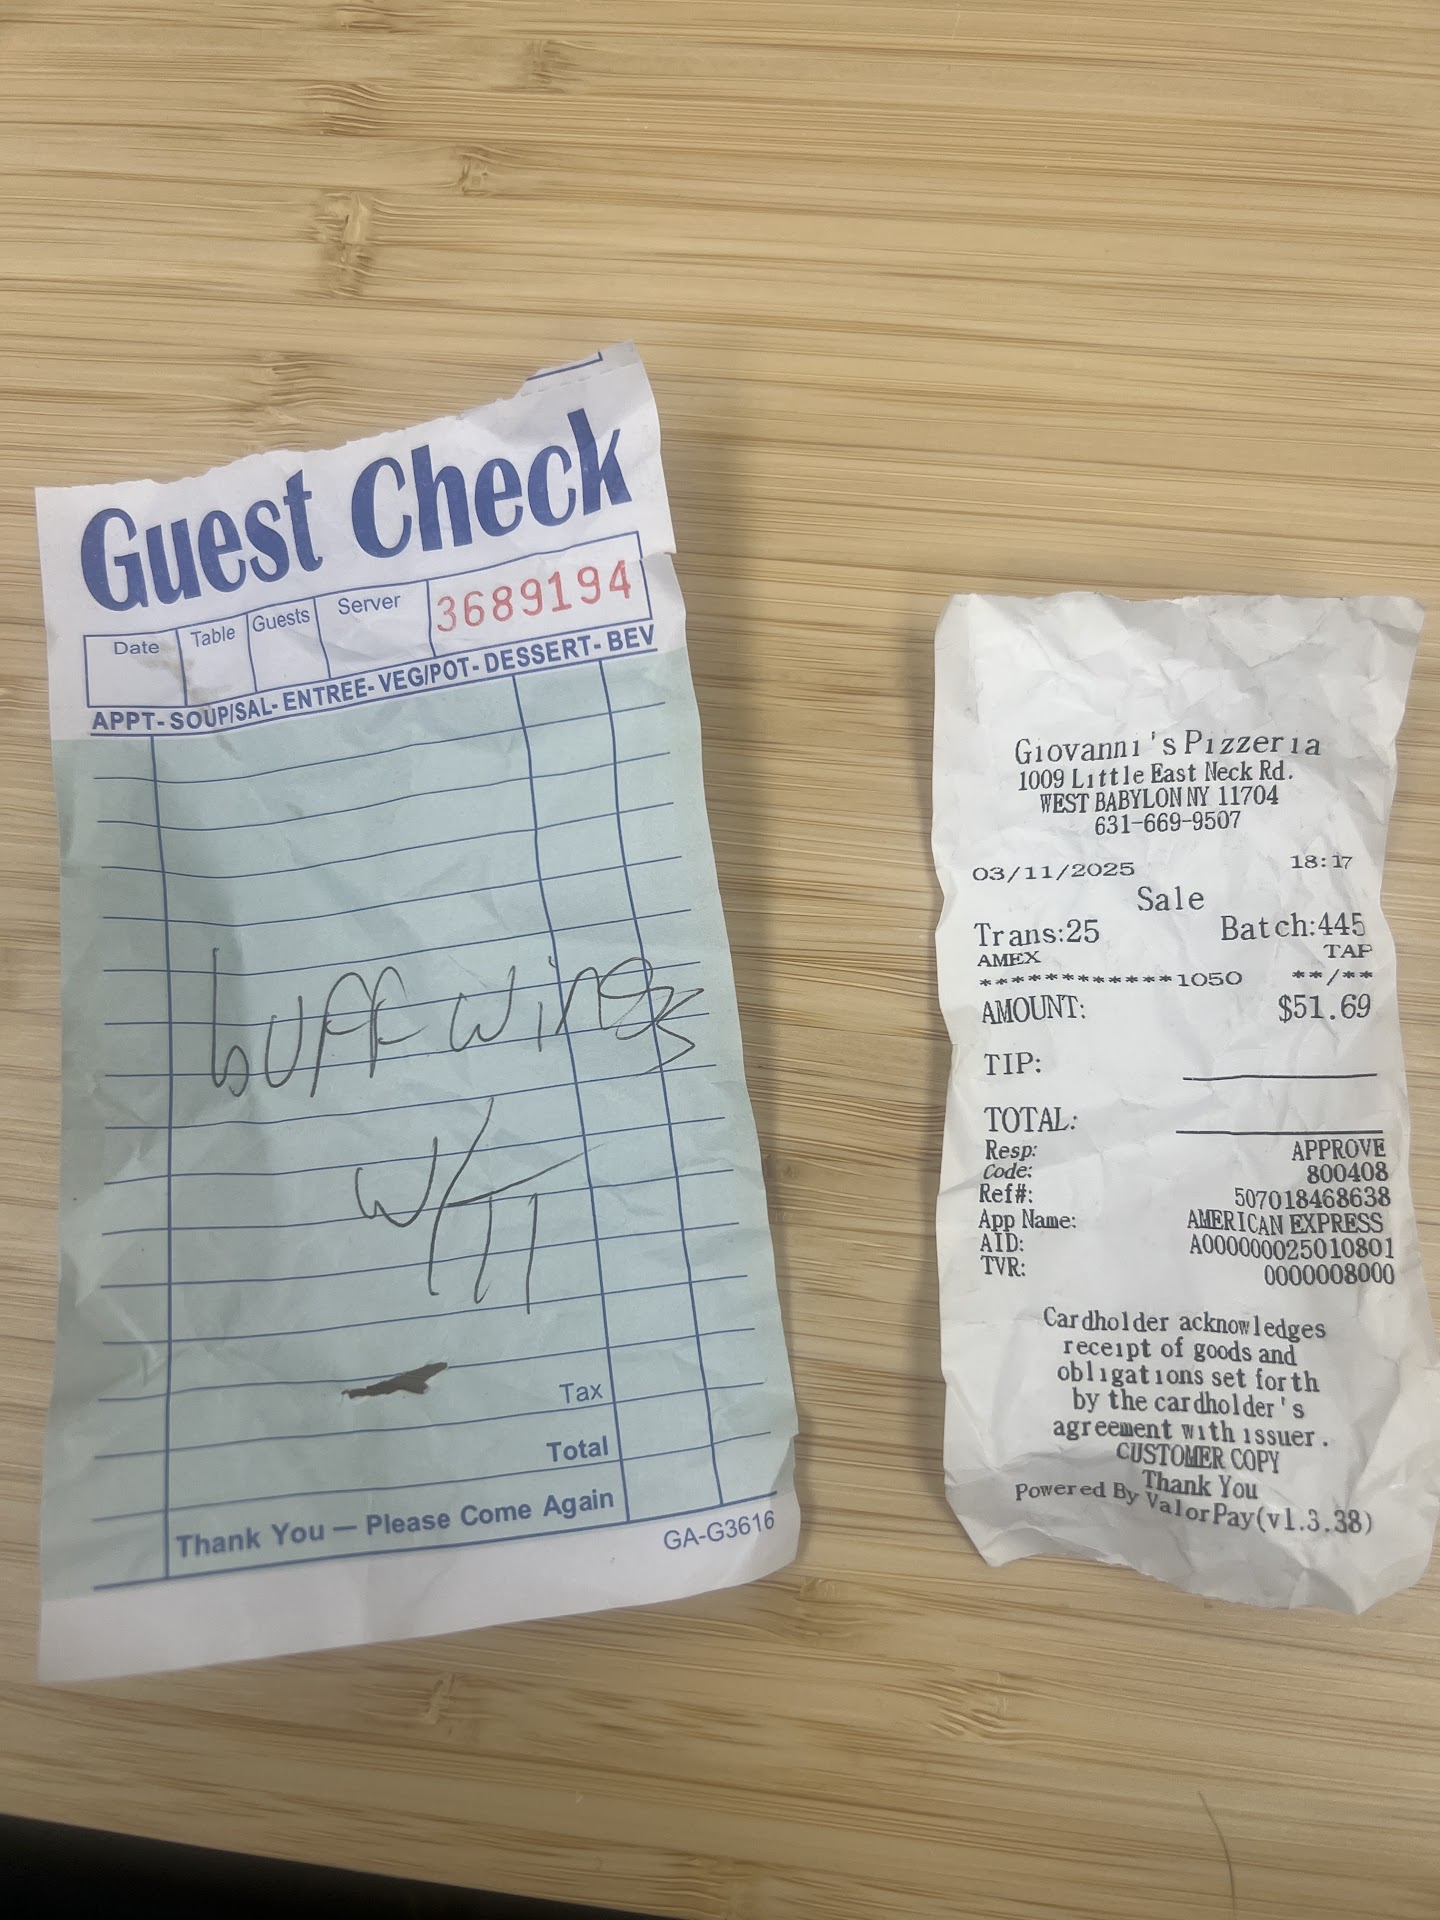 Guest Check
Date Table Guests Server 3689194
APPT- SOUP/SAL- ENTREE- VEG/POT- DESSERT- BEV
buff wings
w/
Tax
Total
Thank You — Please Come Again
GA-G3616
Giovanni's Pizzeria
1009 Little East Neck Rd.
WEST BABYLON NY 11704
631-669-9507
03/11/2025 18:17
Sale
Trans:25 Batch:445
AMEX TAP
************1050 **/**
AMOUNT: $51.69
TIP:
TOTAL:
Resp: APPROVE
Code: 800408
Ref#: 507018468638
App Name: AMERICAN EXPRESS
AID: A000000025010801
TVR: 0000008000
Cardholder acknowledges
receipt of goods and
obligations set forth
by the cardholder's
agreement with issuer.
CUSTOMER COPY
Thank You
Powered By ValorPay(v1.3.38)